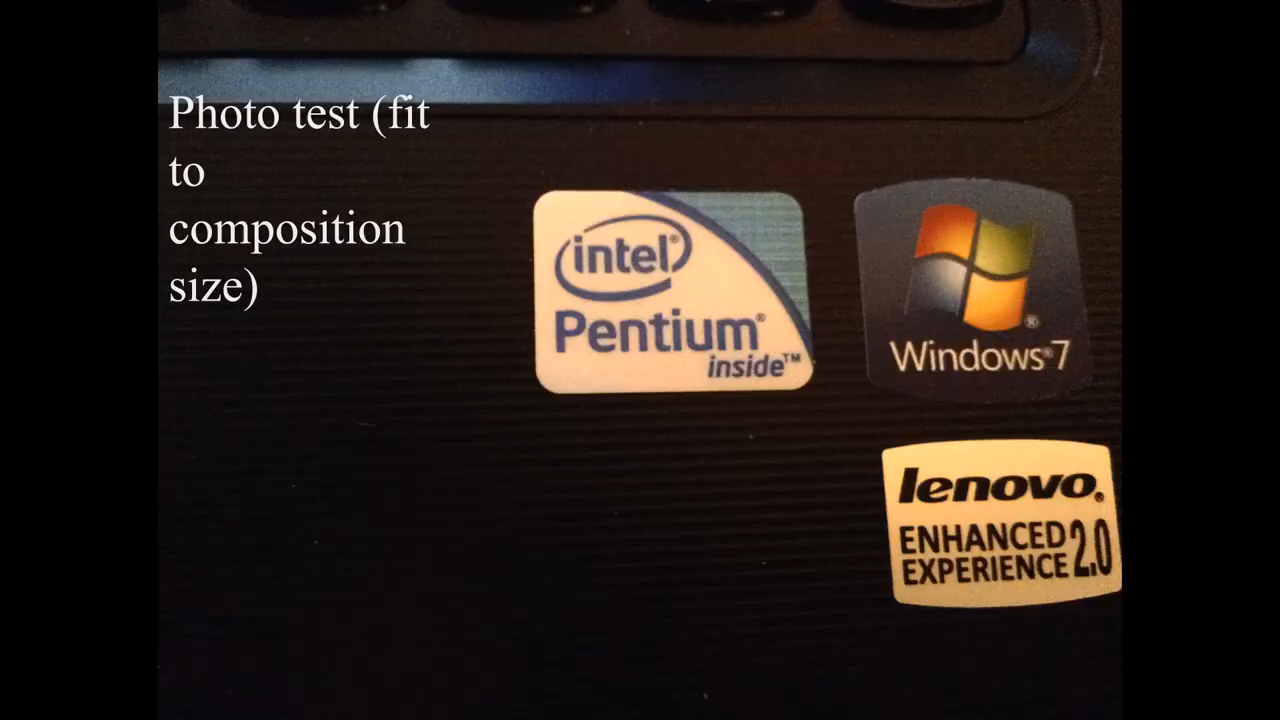 Photo test (fit
to
composition
size)
intel®
Pentium®
inside™
Windows®7
lenovo®
ENHANCED
EXPERIENCE 2.0